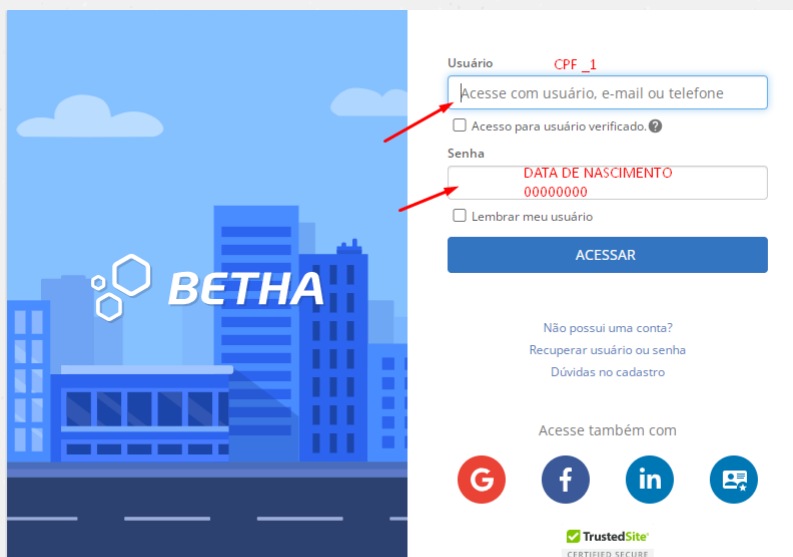 BETHA
Usuário CPF _1
Acesse com usuário, e-mail ou telefone
Acesso para usuário verificado. ?
Senha
DATA DE NASCIMENTO
00000000
Lembrar meu usuário
ACESSAR
Não possui uma conta?
Recuperar usuário ou senha
Dúvidas no cadastro
Acesse também com
G f in
TrustedSite
CERTIFIED SECURE